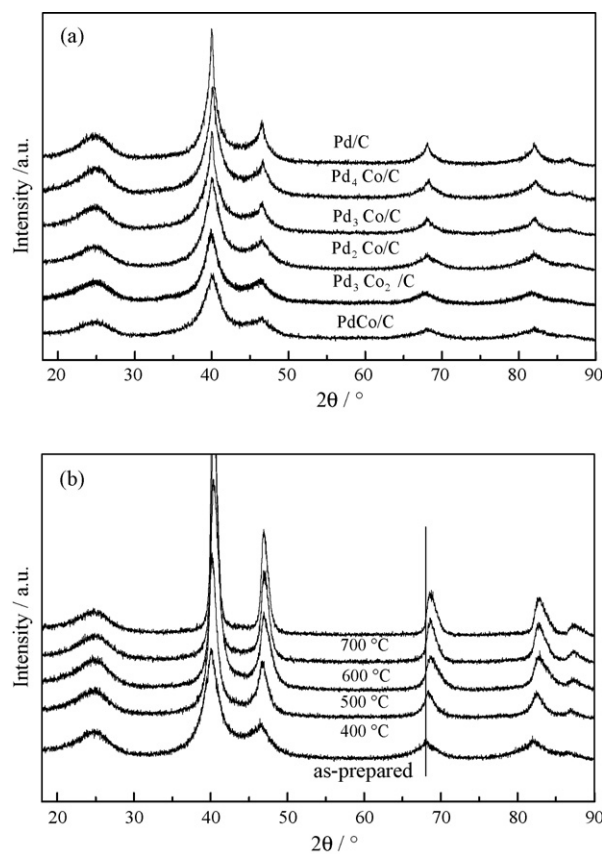 (a)
Intensity /a.u.
Pd/C
Pd₄ Co/C
Pd₃ Co/C
Pd₂ Co/C
Pd₃ Co₂ /C
PdCo/C
20 30 40 50 60 70 80 90
2θ / °
(b)
Intensity / a.u.
700 °C
600 °C
500 °C
400 °C
as-prepared
20 30 40 50 60 70 80 90
2θ / °